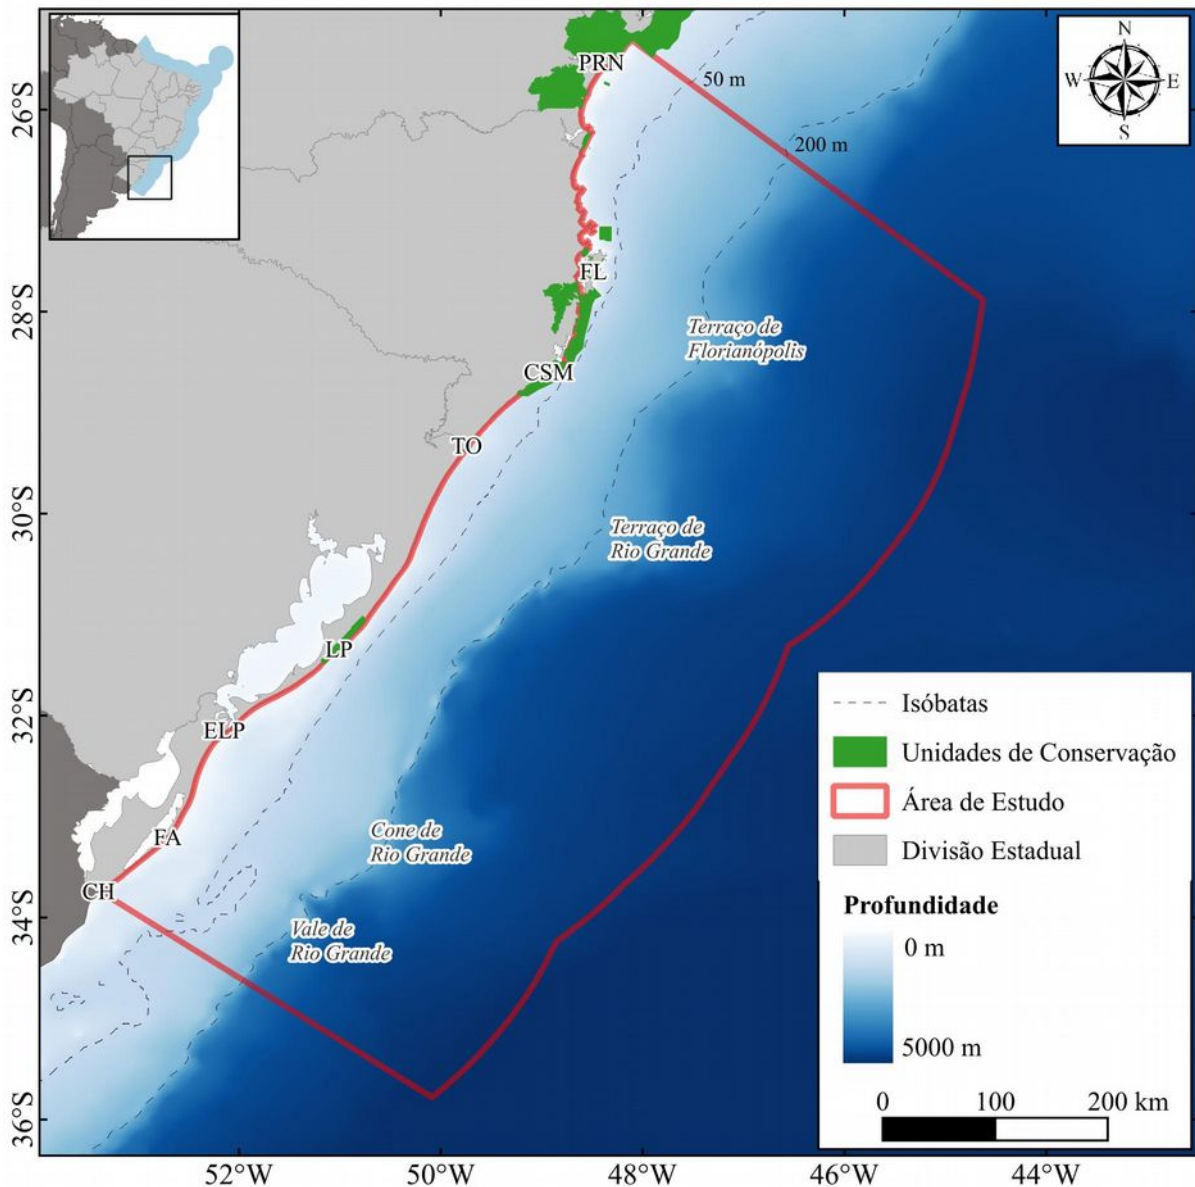 N
W
E
S
PRN
50 m
26°S
200 m
FL
28°S
Terraço de
Florianópolis
CSM
TO
30°S
Terraço de
Rio Grande
LP
32°S
ELP
FA
Cone de
Rio Grande
CH
34°S
Vale de
Rio Grande
36°S
Isóbatas
Unidades de Conservação
Área de Estudo
Divisão Estadual
Profundidade
0 m
5000 m
0
100
200 km
52°W
50°W
48°W
46°W
44°W